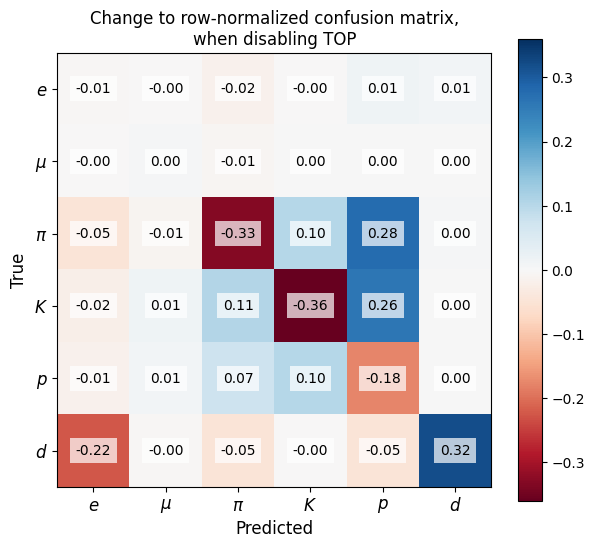 Change to row-normalized confusion matrix,
when disabling TOP
e -0.01 -0.00 -0.02 -0.00 0.01 0.01
μ -0.00 0.00 -0.01 0.00 0.00 0.00
π -0.05 -0.01 -0.33 0.10 0.28 0.00
K -0.02 0.01 0.11 -0.36 0.26 0.00
p -0.01 0.01 0.07 0.10 -0.18 0.00
d -0.22 -0.00 -0.05 -0.00 -0.05 0.32
e μ π K p d
Predicted
True
0.3
0.2
0.1
0.0
−0.1
−0.2
−0.3